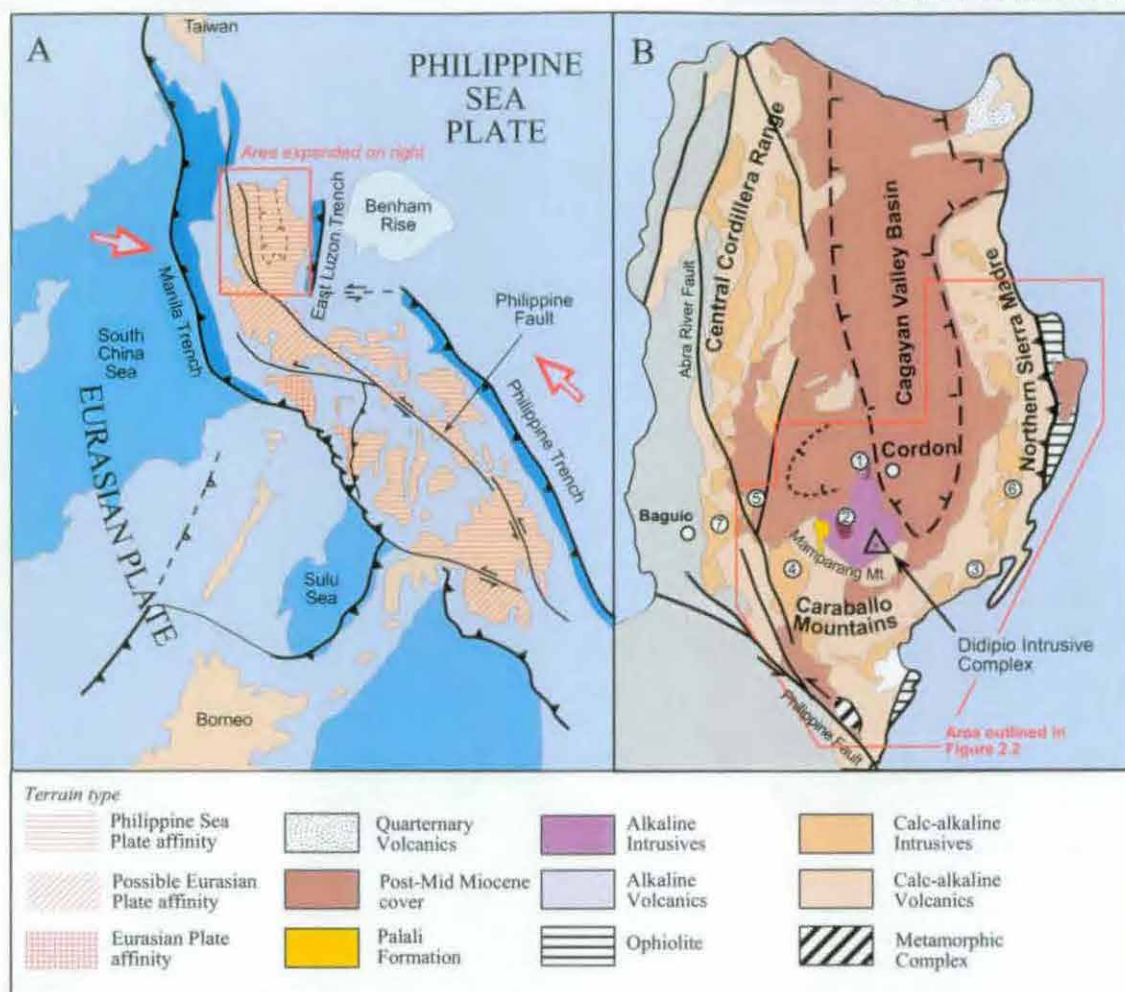 A
Taiwan
PHILIPPINE
SEA
PLATE
Area expanded on right
Benham
Rise
East Luzon Trench
Manila Trench
Philippine
Fault
South
China
Sea
EURASIAN PLATE
Philippine Trench
Sulu
Sea
Borneo
B
Central Cordillera Range
Abra River Fault
Cagayan Valley Basin
Northern Sierra Madre
1
Cordon
6
5
Baguio
7
2
Mamparang Mt.
4
3
Caraballo
Mountains
Didipio Intrusive
Complex
Philippine Fault
Area outlined in
Figure 2.2
Terrain type
Philippine Sea
Plate affinity
Quarternary
Volcanics
Alkaline
Intrusives
Calc-alkaline
Intrusives
Possible Eurasian
Plate affinity
Post-Mid Miocene
cover
Alkaline
Volcanics
Calc-alkaline
Volcanics
Eurasian Plate
affinity
Palali
Formation
Ophiolite
Metamorphic
Complex